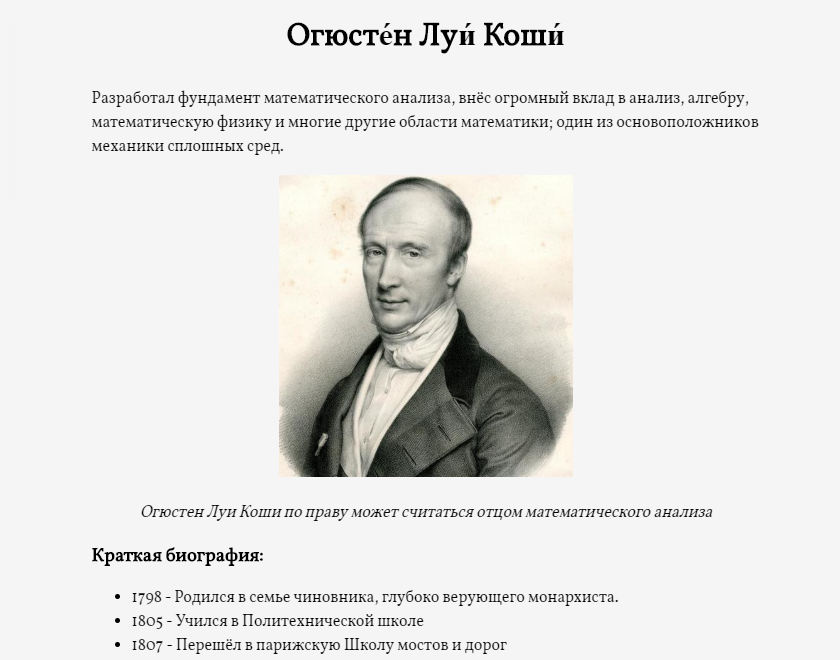 Огюсте́н Луи́ Коши́
Разработал фундамент математического анализа, внёс огромный вклад в анализ, алгебру,
математическую физику и многие другие области математики; один из основоположников
механики сплошных сред.
Огюстен Луи Коши по праву может считаться отцом математического анализа
Краткая биография:
• 1798 - Родился в семье чиновника, глубоко верующего монархиста.
• 1805 - Учился в Политехнической школе
• 1807 - Перешёл в парижскую Школу мостов и дорог